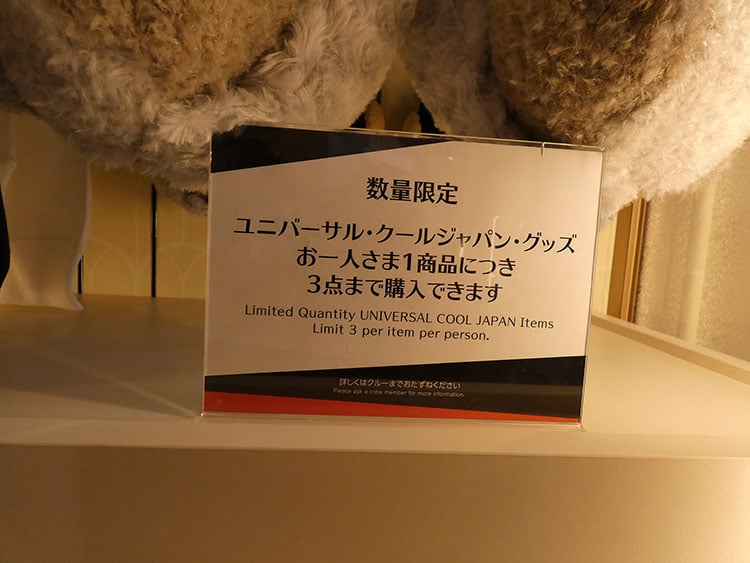 数量限定
ユニバーサル・クールジャパン・グッズ
お一人さま1商品につき
3点まで購入できます
Limited Quantity UNIVERSAL COOL JAPAN Items
Limit 3 per item per person.
詳しくはクルーまでおたずねください
Please ask a crew member for more information.